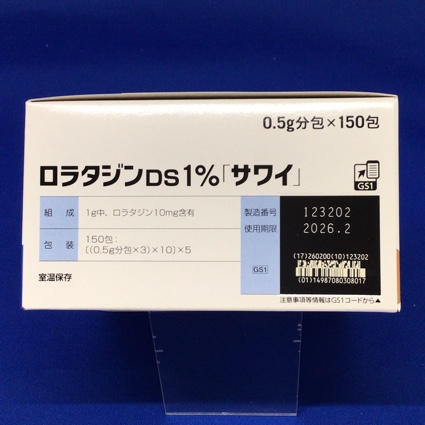 0.5g分包×150包
ロラタジンDS1%「サワイ」
GS1
組成 1g中、ロラタジン10mg含有
包装 150包:
((0.5g分包×3)×10)×5
製造番号 123202
使用期限 2026.2
GS1
(17)260200(10)123202
(01)14987080308017
室温保存
注意事項等情報はGS1コードから▲